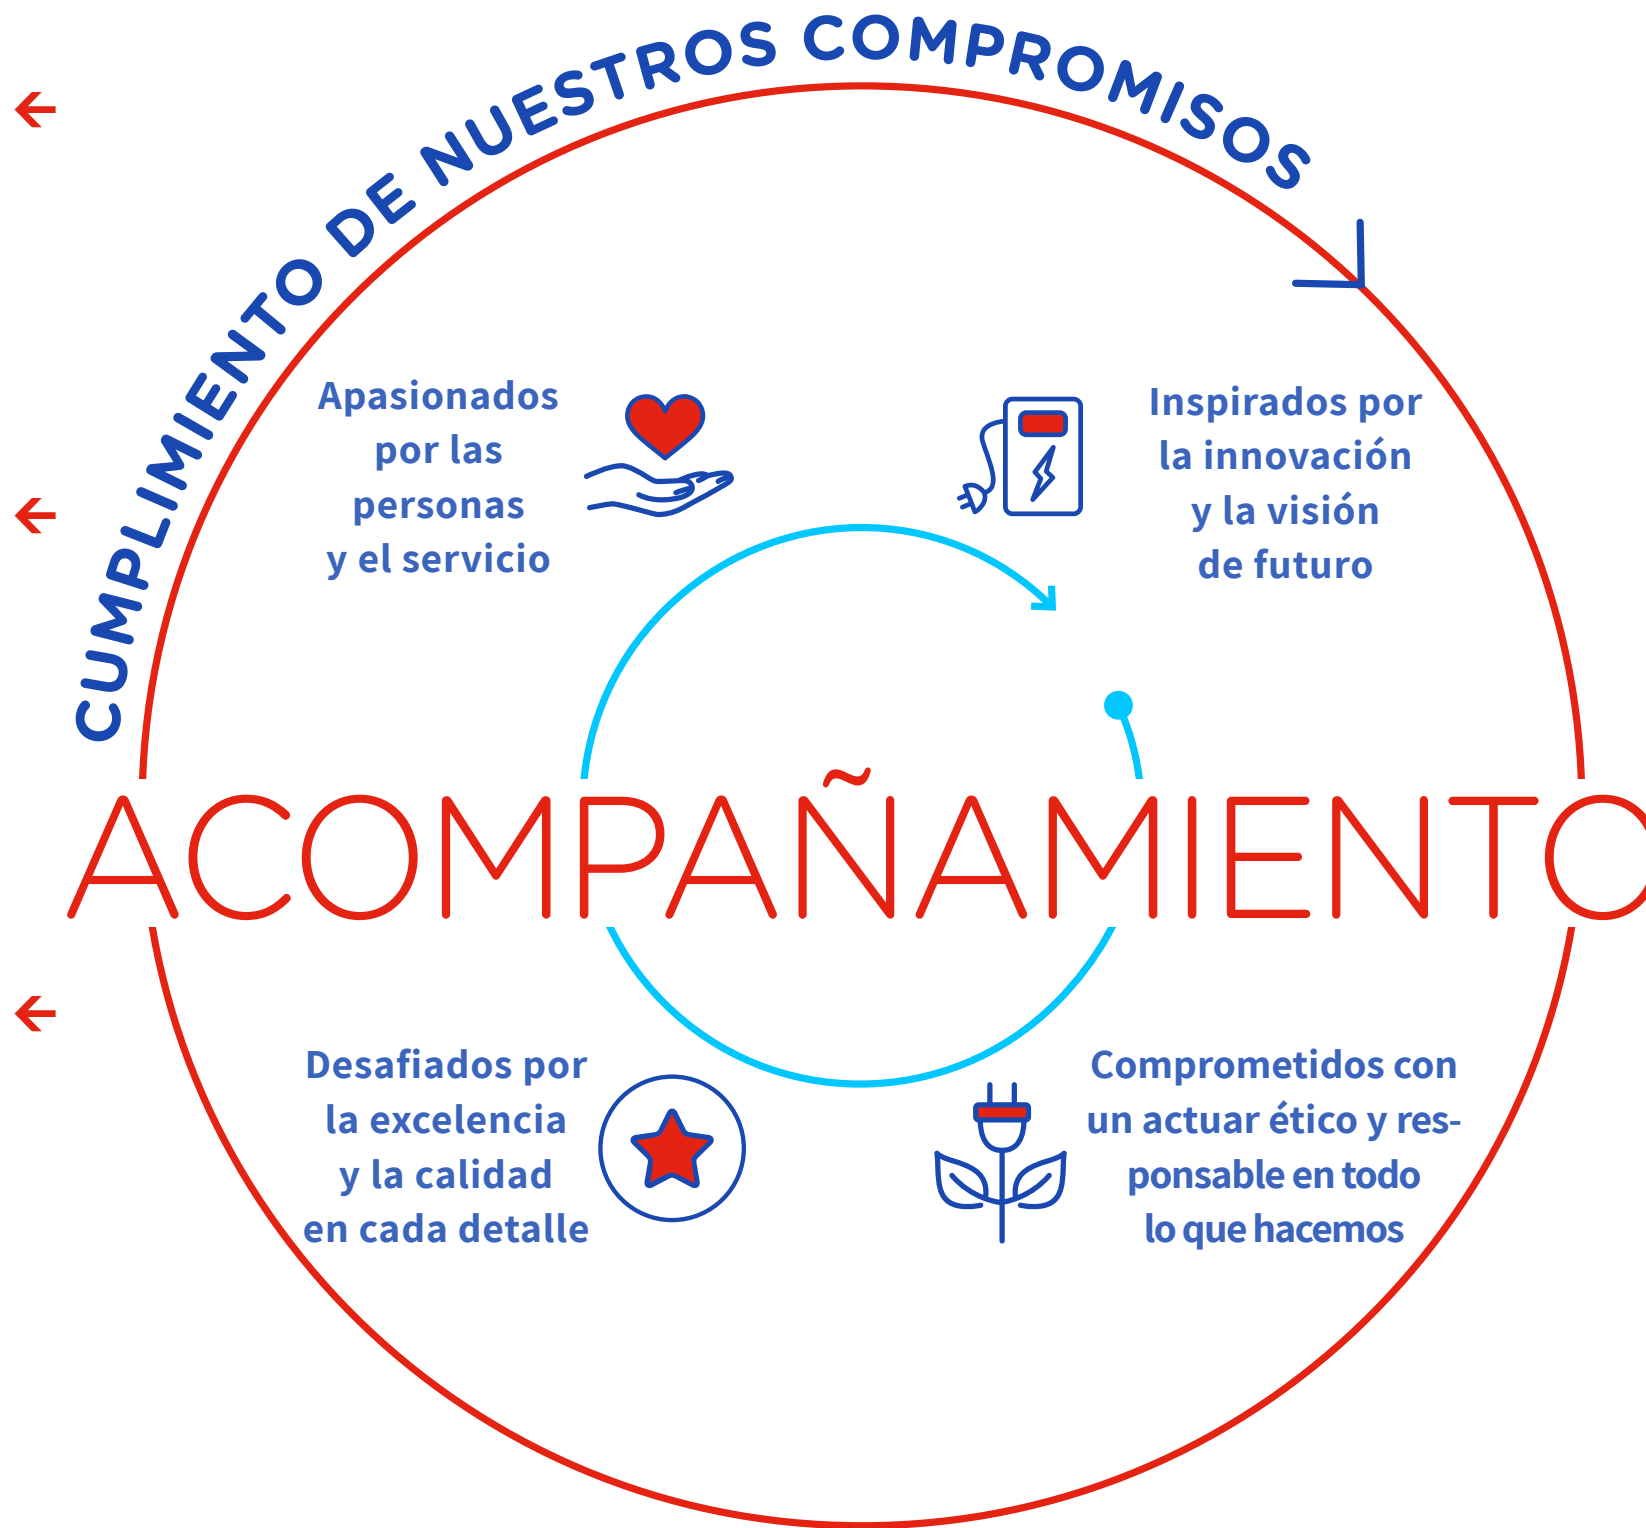 CUMPLIMIENTO DE NUESTROS COMPROMISOS
Apasionados
por las
personas
y el servicio
Inspirados por
la innovación
y la visión
de futuro
ACOMPAÑAMIENTO
Desafiados por
la excelencia
y la calidad
en cada detalle
Comprometidos con
un actuar ético y res-
ponsable en todo
lo que hacemos